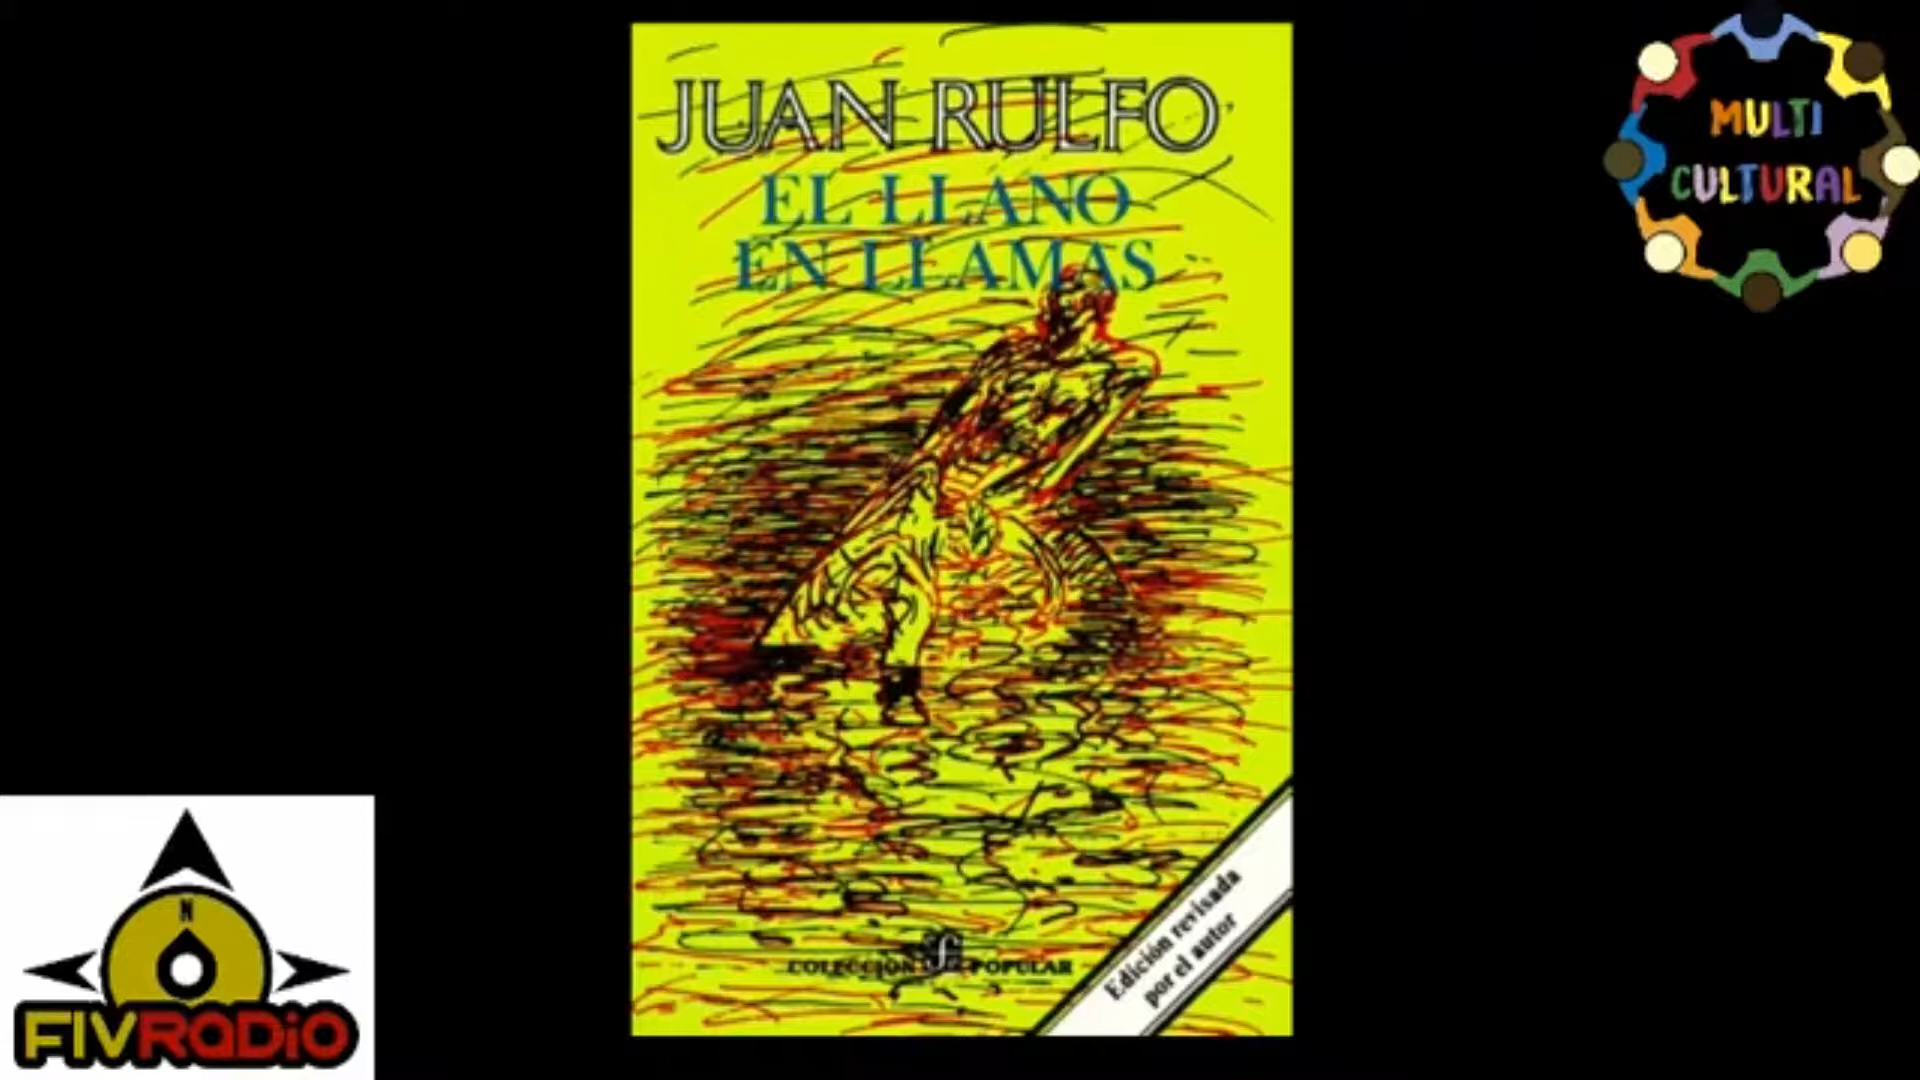 JUAN RULFO
EL LLANO
EN LLAMAS
COLECCIÓN POPULAR
Edición revisada
por el autor
MULTI
CULTURAL
N
FIVRADiO